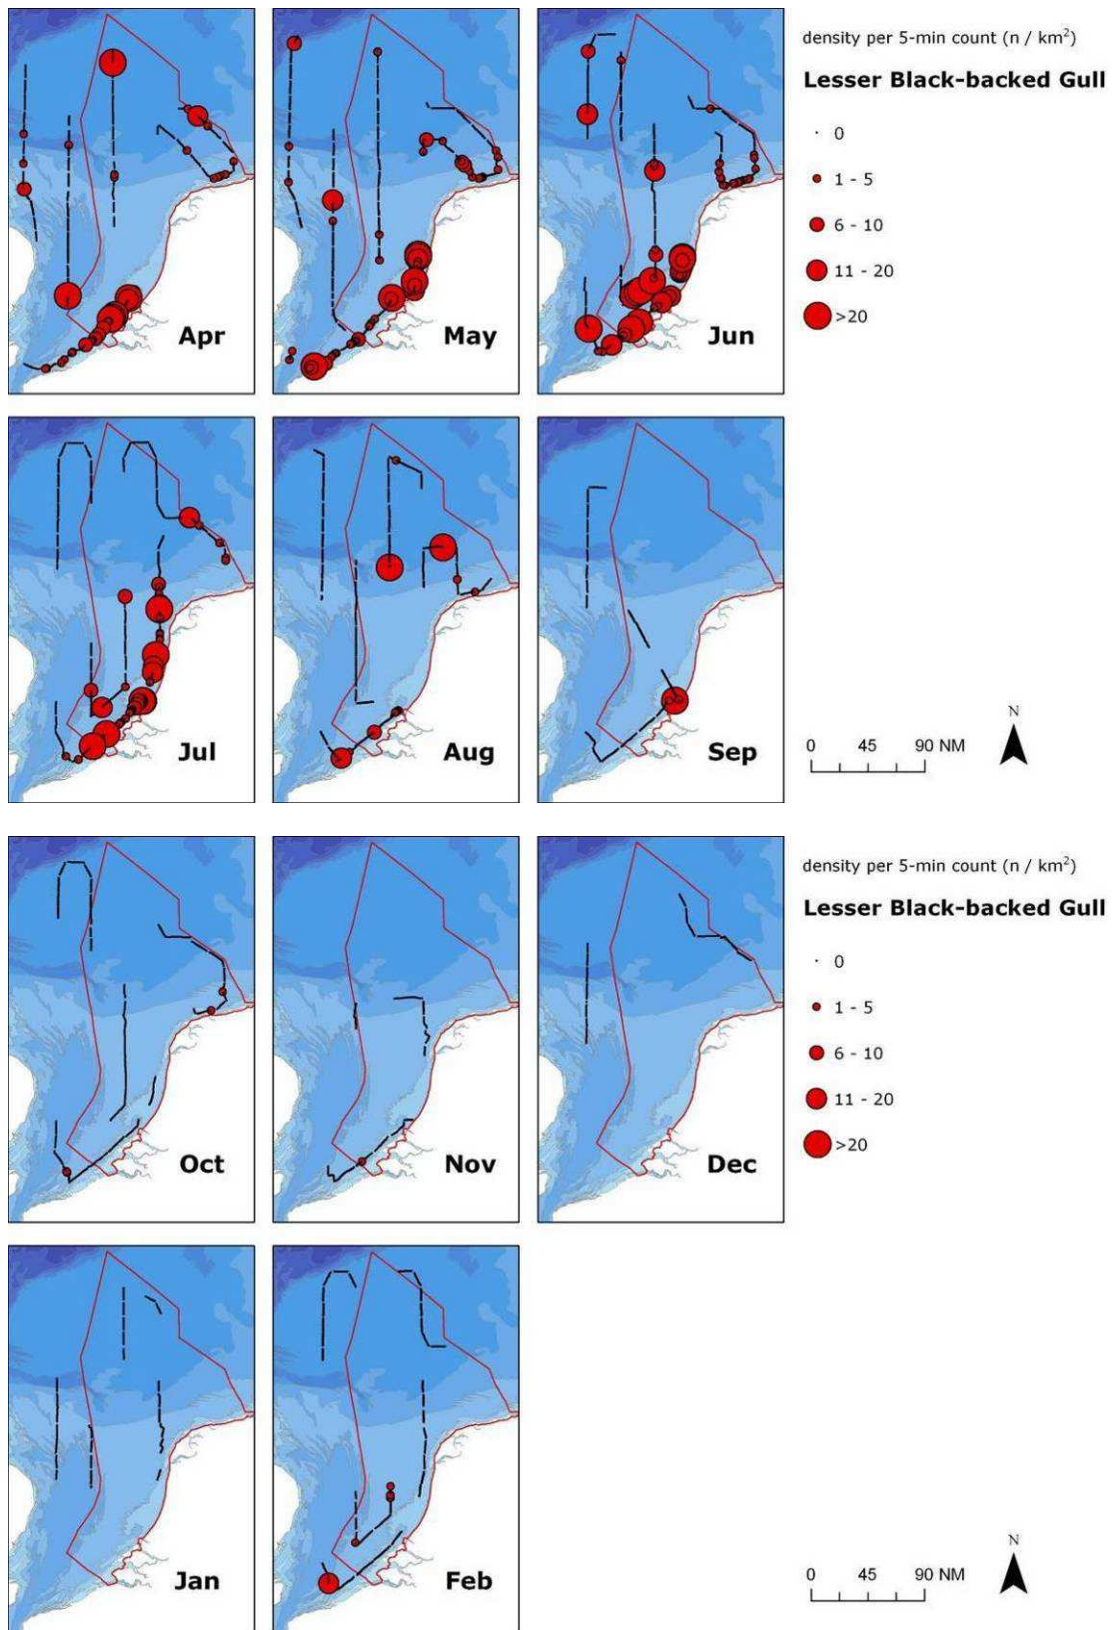 density per 5-min count (n / km²)
Lesser Black-backed Gull
0
1 - 5
6 - 10
11 - 20
>20
Apr
May
Jun
Jul
Aug
Sep
N
0 45 90 NM
density per 5-min count (n / km²)
Lesser Black-backed Gull
0
1 - 5
6 - 10
11 - 20
>20
Oct
Nov
Dec
Jan
Feb
N
0 45 90 NM